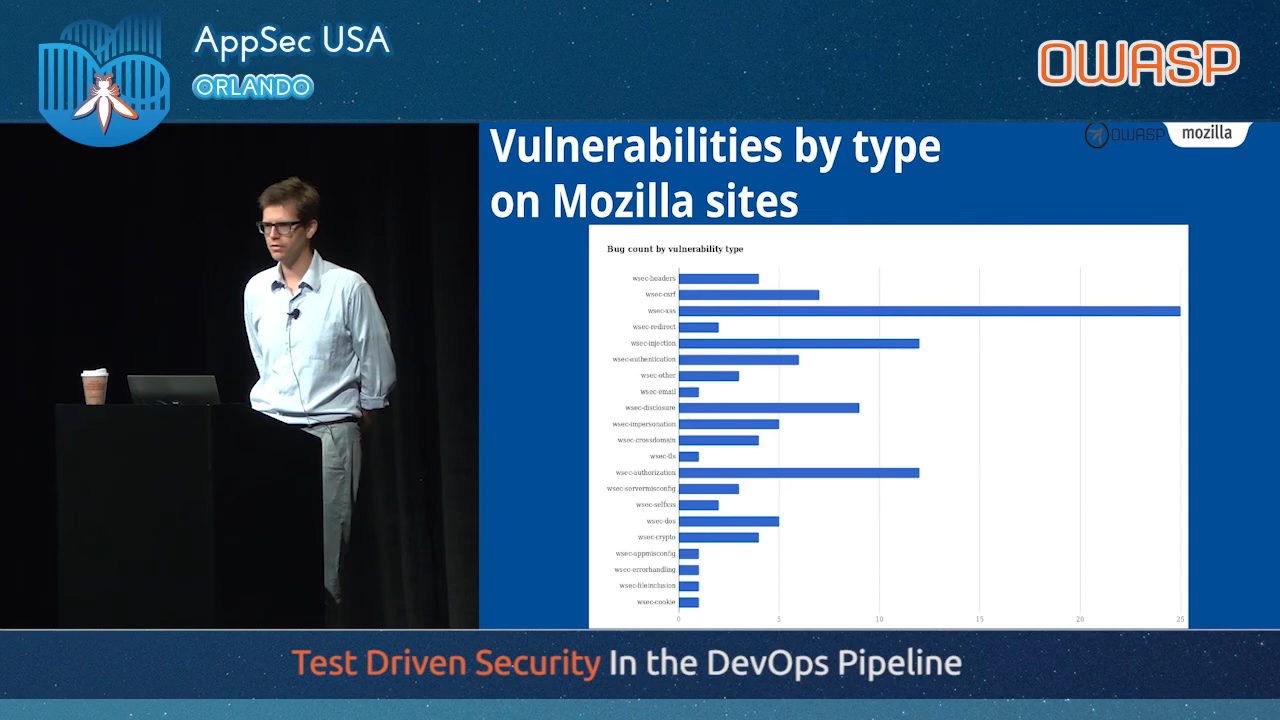 AppSec USA
ORLANDO
OWASP
OWASP mozilla
Vulnerabilities by type
on Mozilla sites
Bug count by vulnerability type
wsec-headers
wsec-csrf
wsec-xss
wsec-redirect
wsec-injection
wsec-authentication
wsec-other
wsec-email
wsec-disclosure
wsec-impersonation
wsec-crossdomain
wsec-tls
wsec-authorization
wsec-servermisconfig
wsec-selfxss
wsec-dos
wsec-crypto
wsec-appmisconfig
wsec-errorhandling
wsec-fileinclusion
wsec-cookie
0 5 10 15 20 25
Test Driven Security In the DevOps Pipeline